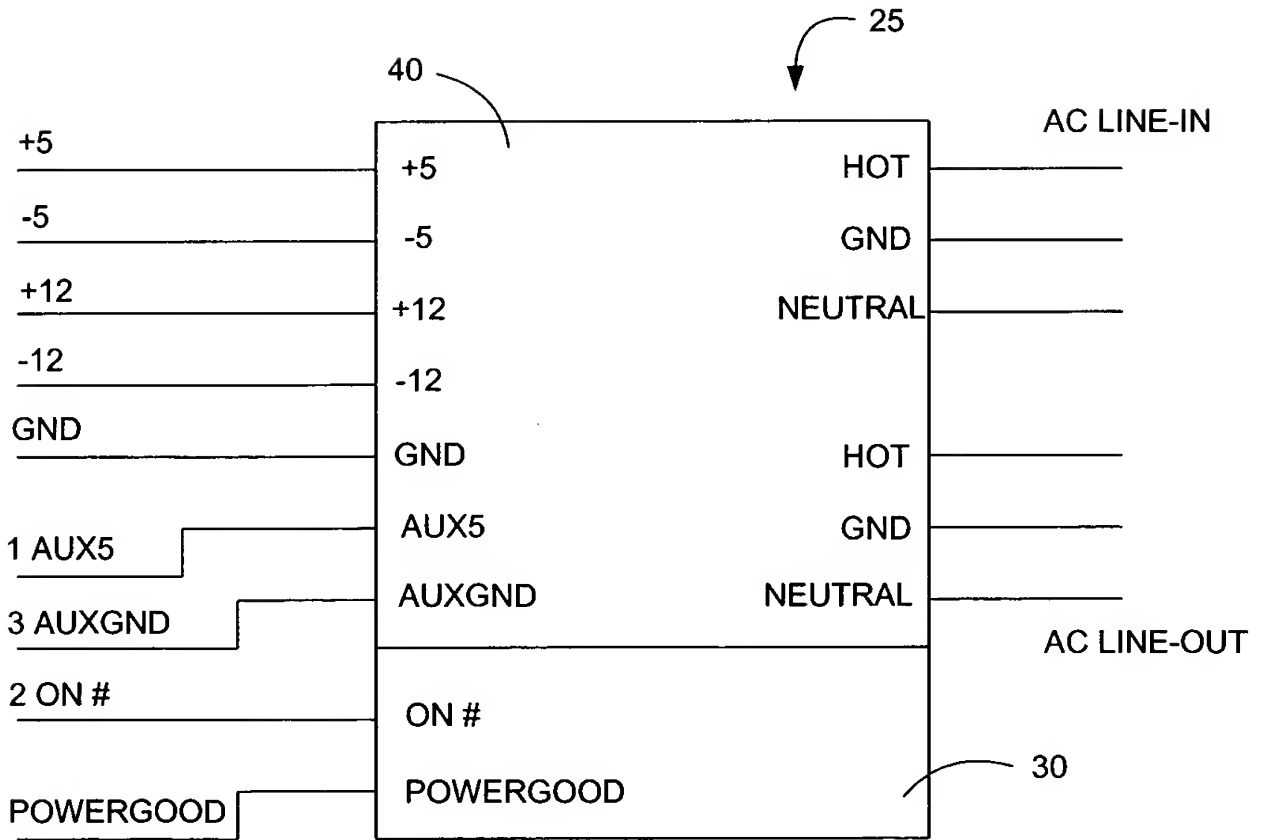 25
40
AC LINE-IN
+5
+5
HOT
-5
-5
GND
+12
+12
NEUTRAL
-12
-12
GND
GND
HOT
1 AUX5
AUX5
GND
3 AUXGND
AUXGND
NEUTRAL
AC LINE-OUT
2 ON #
ON #
30
POWERGOOD
POWERGOOD